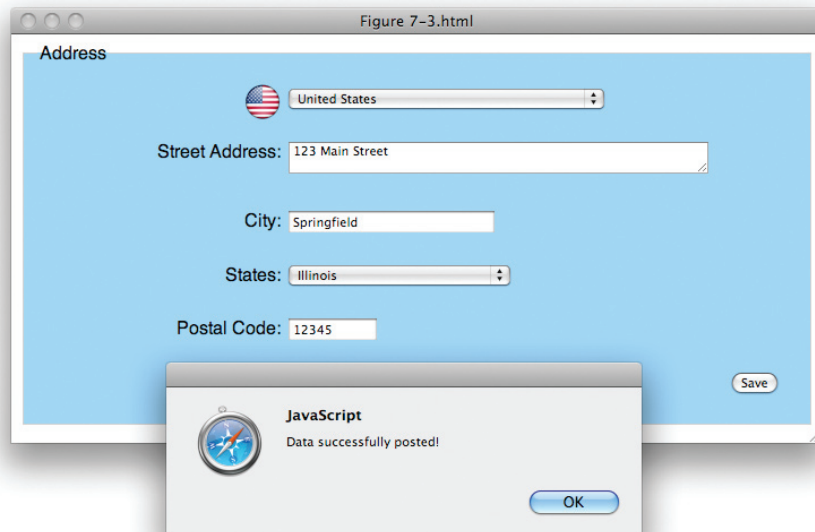 Figure 7-3.html
Address
United States
Street Address: 123 Main Street
City: Springfield
States: Illinois
Postal Code: 12345
Save
JavaScript
Data successfully posted!
OK